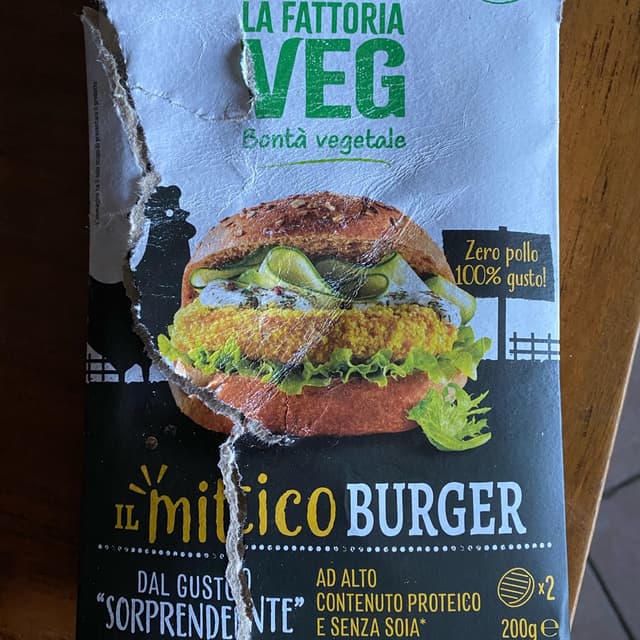 LA FATTORIA
VEG
Bontà vegetale
Zero pollo
100% gusto!
IL mitico BURGER
DAL GUSTO
"SORPRENDENTE"
AD ALTO
CONTENUTO PROTEICO
E SENZA SOIA*
x2
200g e